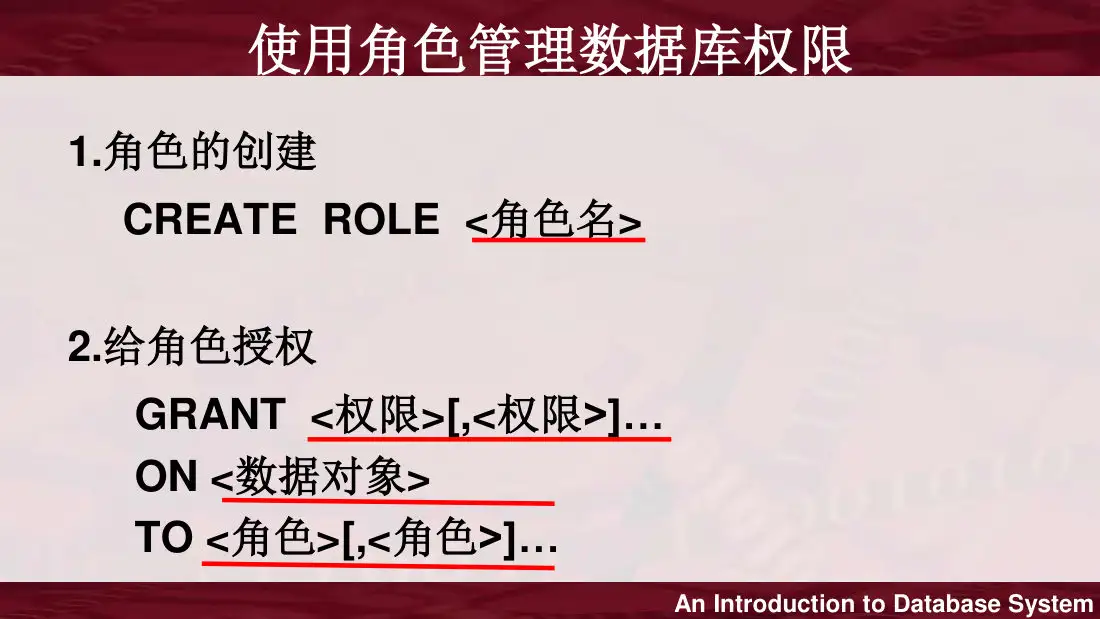 使用角色管理数据库权限
1.角色的创建
CREATE ROLE <角色名>
2.给角色授权
GRANT <权限>[,<权限>]…
ON <数据对象>
TO <角色>[,<角色>]…
An Introduction to Database System